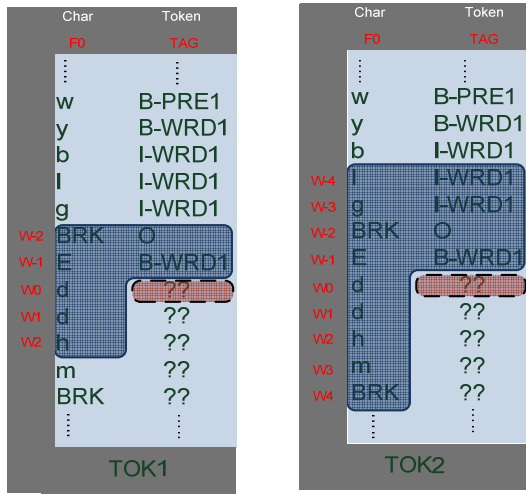 Char Token
F0 TAG
w B-PRE1
y B-WRD1
b I-WRD1
l I-WRD1
g I-WRD1
W-2 BRK O
W-1 E B-WRD1
W0 d ??
W1 d ??
W2 h ??
m ??
BRK ??
TOK1
Char Token
F0 TAG
w B-PRE1
y B-WRD1
b I-WRD1
W-4 l I-WRD1
W-3 g I-WRD1
W-2 BRK O
W-1 E B-WRD1
W0 d ??
W1 d ??
W2 h ??
W3 m ??
W4 BRK ??
TOK2